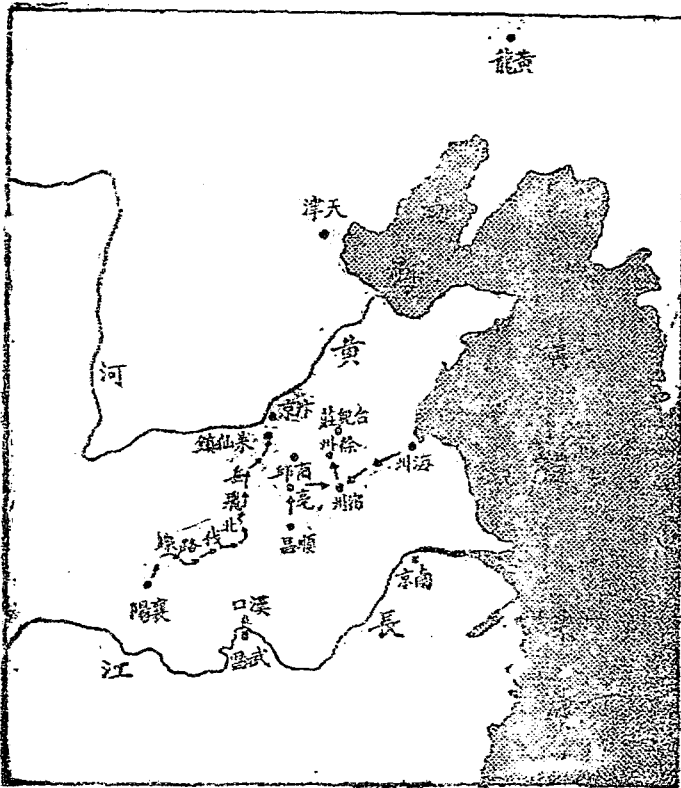 黃龍
天津
黃
河
汴京
朱仙鎮
台兒莊
徐州
海州
商邱
亳
宿州
順昌
岳飛北伐路線
襄陽
漢口
武昌
南京
長
江